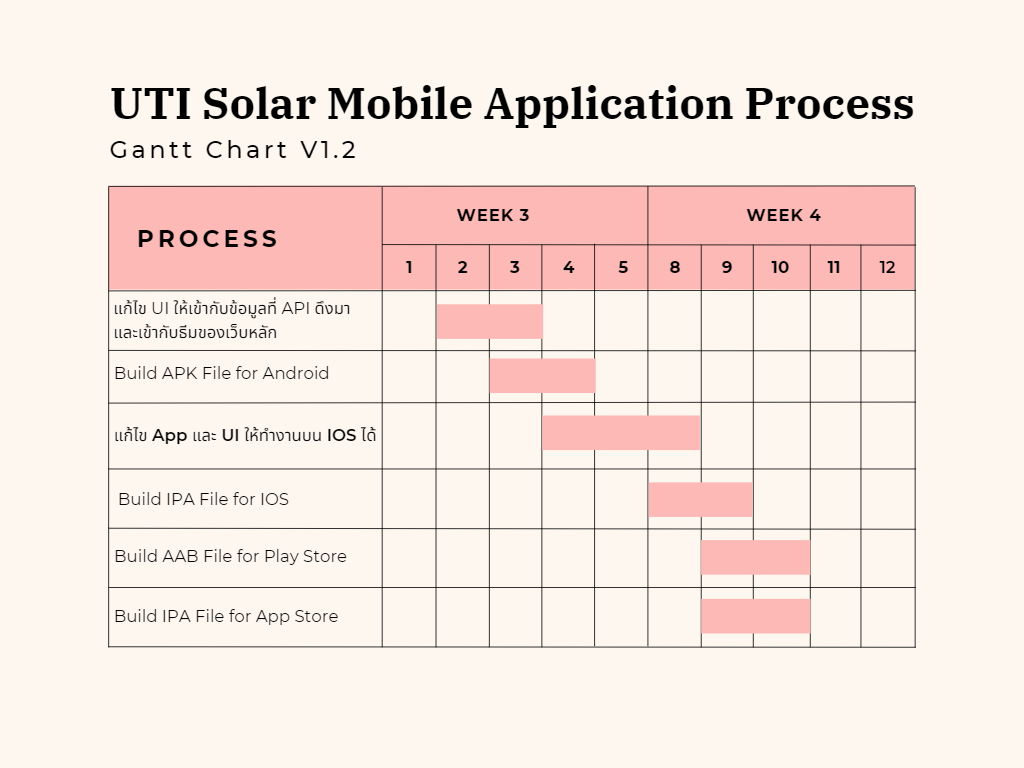 UTI Solar Mobile Application Process
Gantt Chart V1.2
PROCESS
WEEK 3
WEEK 4
1 2 3 4 5 8 9 10 11 12
แก้ไข UI ให้เข้ากับข้อมูลที่ API ดึงมา
และเข้ากับธีมของเว็บหลัก
Build APK File for Android
แก้ไข App และ UI ให้ทำงานบน IOS ได้
Build IPA File for IOS
Build AAB File for Play Store
Build IPA File for App Store